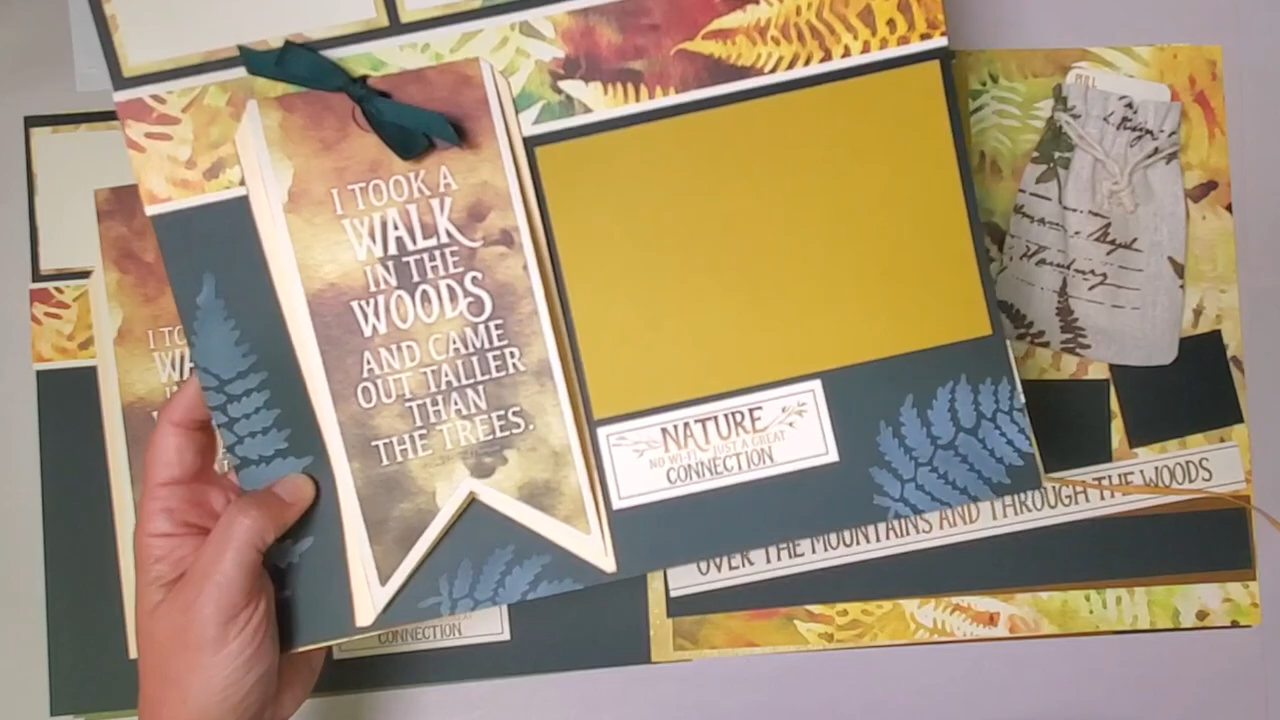 I TOOK A
WALK
IN THE
WOODS
AND CAME
OUT TALLER
THAN
THE TREES.
NATURE
NO WI-FI, JUST A GREAT
CONNECTION
PULL
OVER THE MOUNTAINS AND THROUGH THE WOODS
CONNECTION